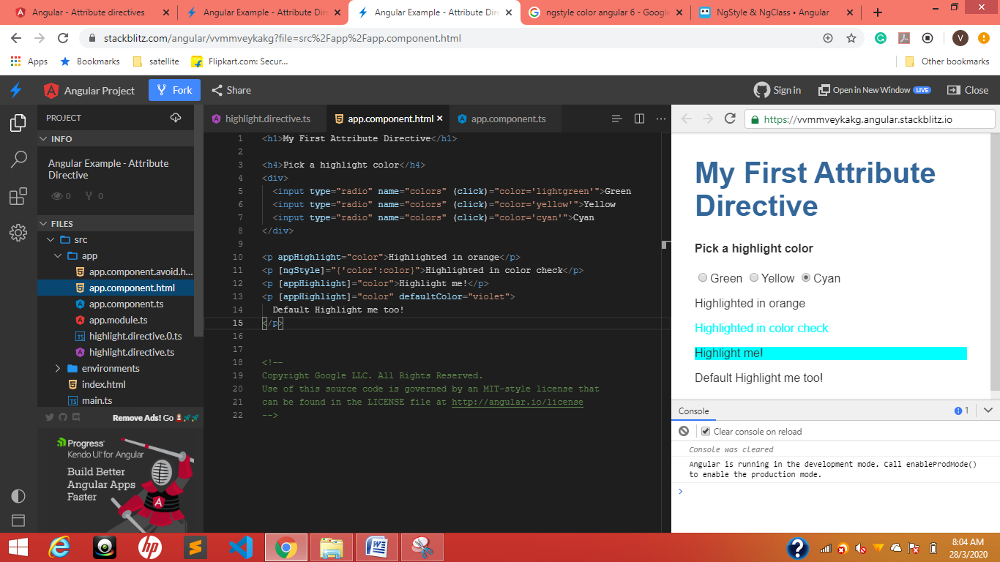 Angular - Attribute directives
Angular Example - Attribute Dir
Angular Example - Attribute Dir
ngstyle color angular 6 - Google
NgStyle & NgClass • Angular
stackblitz.com/angular/vvmmveykakg?file=src%2Fapp%2Fapp.component.html
V
Apps
Bookmarks
satellite
Flipkart.com: Secur...
Other bookmarks
Angular Project
Fork
Share
Sign in
Open in New Window LIVE
Close
PROJECT
INFO
Angular Example - Attribute
Directive
0
0
FILES
src
app
app.component.avoid.h...
app.component.html
app.component.ts
app.module.ts
highlight.directive.0.ts
highlight.directive.ts
environments
index.html
main.ts
Remove Ads! Go
Progress
Kendo UI for Angular
Build Better
Angular Apps
Faster
highlight.directive.ts
app.component.html
app.component.ts
1 <h1>My First Attribute Directive</h1>
2
3 <h4>Pick a highlight color</h4>
4 <div>
5 <input type="radio" name="colors" (click)="color='lightgreen'">Green
6 <input type="radio" name="colors" (click)="color='yellow'">Yellow
7 <input type="radio" name="colors" (click)="color='cyan'">Cyan
8 </div>
9
10 <p appHighlight="color">Highlighted in orange</p>
11 <p [ngStyle]="{'color':color}">Highlighted in color check</p>
12 <p [appHighlight]="color">Highlight me!</p>
13 <p [appHighlight]="color" defaultColor="violet">
14 Default Highlight me too!
15 </p>
16
17
18 <!--
19 Copyright Google LLC. All Rights Reserved.
20 Use of this source code is governed by an MIT-style license that
21 can be found in the LICENSE file at http://angular.io/license
22 -->
https://vvmmveykakg.angular.stackblitz.io
My First Attribute
Directive
Pick a highlight color
Green Yellow Cyan
Highlighted in orange
Highlighted in color check
Highlight me!
Default Highlight me too!
Console
1
Clear console on reload
Console was cleared
Angular is running in the development mode. Call enableProdMode()
to enable the production mode.
8:04 AM
28/3/2020